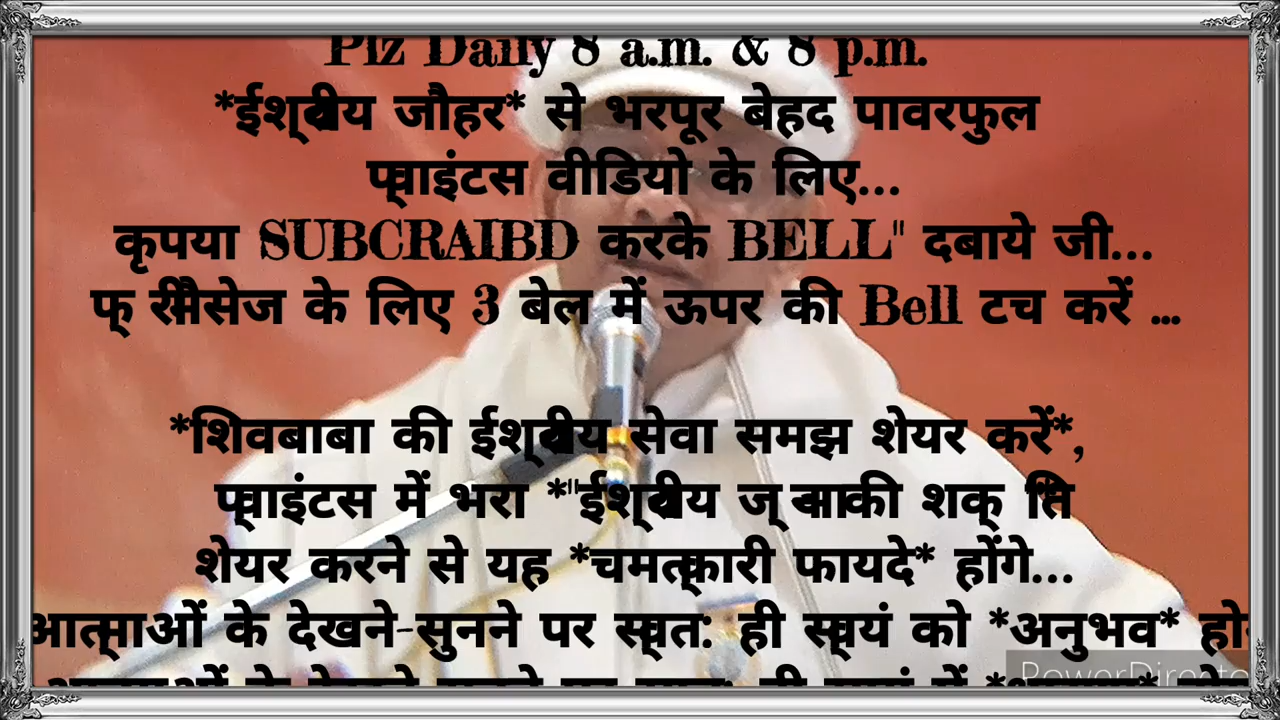 Plz Daily 8 a.m. & 8 p.m.
*ईश्वरीय जौहर* से भरपूर बेहद पावरफुल
प्वाइंटस वीडियो के लिए...
कृपया SUBCRAIBD करके BELL" दबाये जी...
फ्री मैसेज के लिए 3 बेल में ऊपर की Bell टच करें ...
*शिवबाबा की ईश्वरीय सेवा समझ शेयर करें*,
प्वाइंटस में भरा *"ईश्वरीय ज्ञान की शक्ति"*
शेयर करने से यह *चमत्कारी फायदे* होंगे...
आत्माओं के देखने-सुनने पर स्वत: ही स्वयं को *अनुभव*
PowerDirector